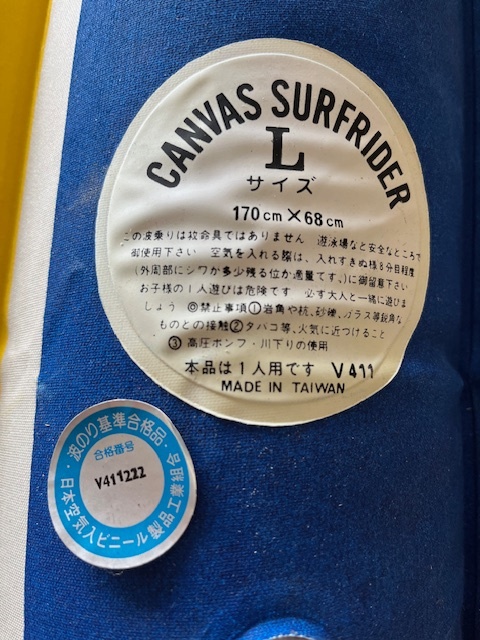 CANVAS SURFRIDER
L
サイズ
170cm×68cm
この波乗りは救命具ではありません 遊泳場など安全なところで
御使用下さい 空気を入れる際は、入れすぎぬ様8分目程度
(外周部にシワが多少残る位が適量です。)に御留意下さい
お子様の1人遊びは危険です 必す大人と一緒に遊びま
しょう ◎禁止事項①岩角や杭、砂礫、ガラス等鋭角な
ものとの接触②タバコ等、火気に近つけること
③高圧ポンフ・川下りの使用
本品は1人用です V411
MADE IN TAIWAN
・波のり基準合格品・
合格番号
V411222
日本空気入ビニール製品工業組合